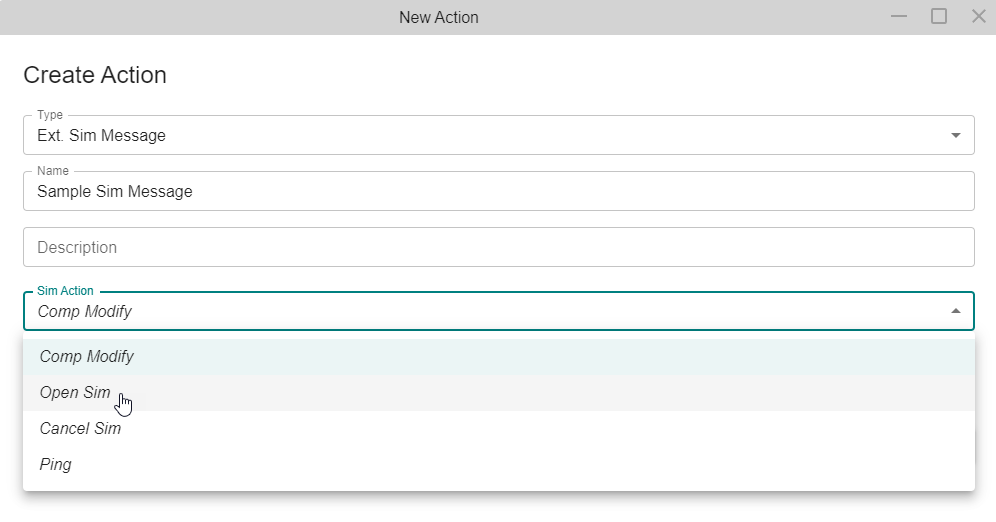 New Action
Create Action
Type
Ext. Sim Message
Name
Sample Sim Message
Description
Sim Action
Comp Modify
Comp Modify
Open Sim
Cancel Sim
Ping